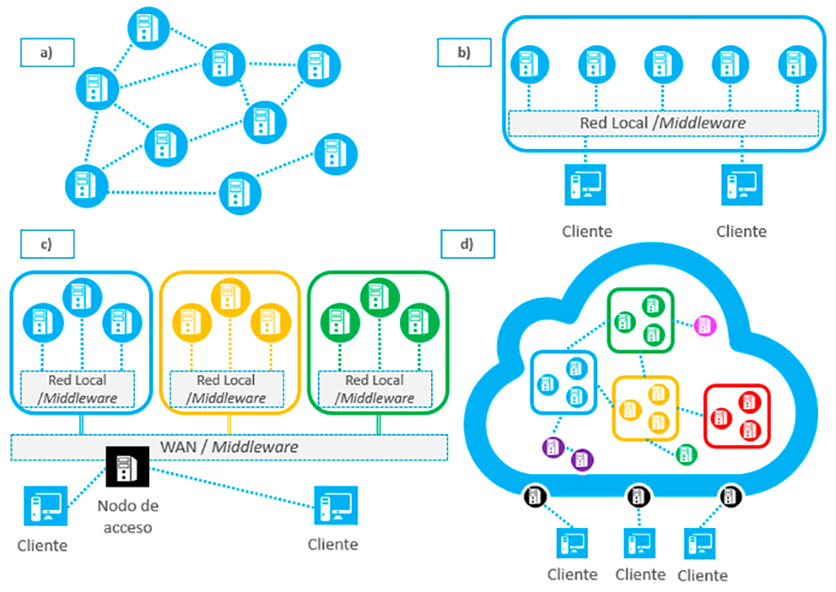 a)
b)
Red Local /Middleware
Cliente
Cliente
c)
d)
Red Local
/Middleware
Red Local
/Middleware
Red Local
/Middleware
WAN / Middleware
Nodo de
acceso
Cliente
Cliente
Cliente
Cliente
Cliente